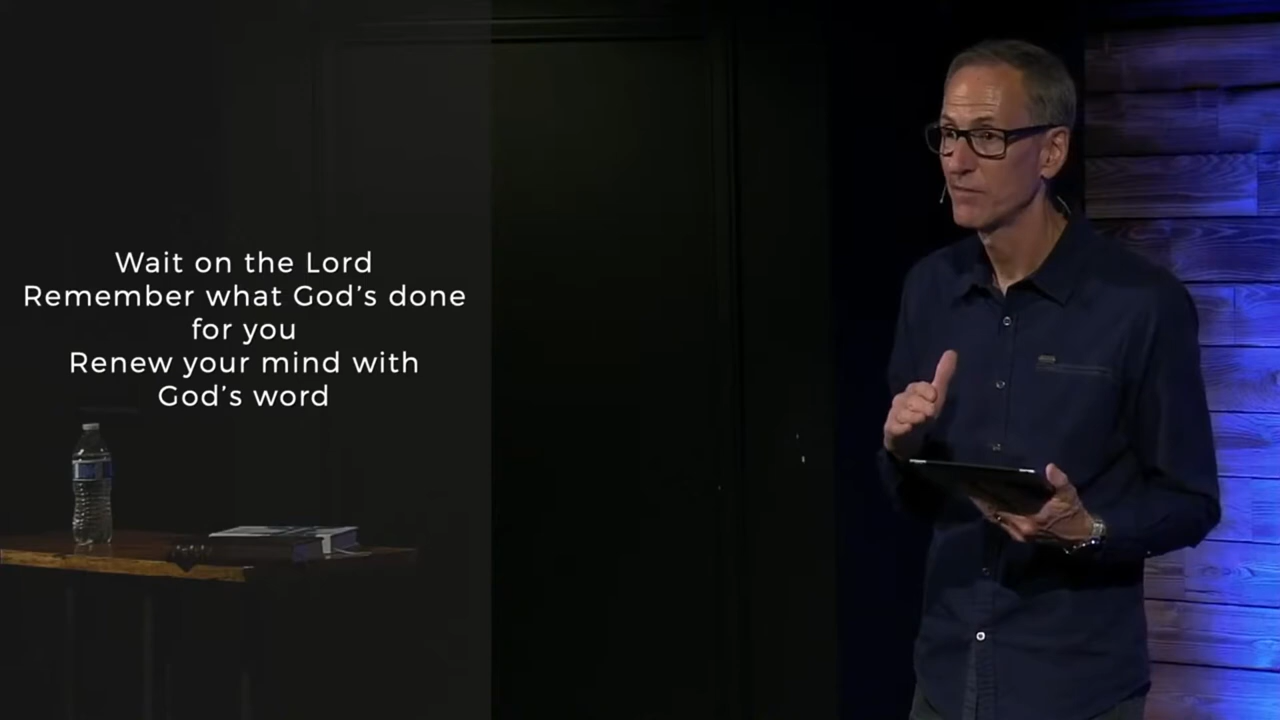 Wait on the Lord
Remember what God’s done
for you
Renew your mind with
God’s word